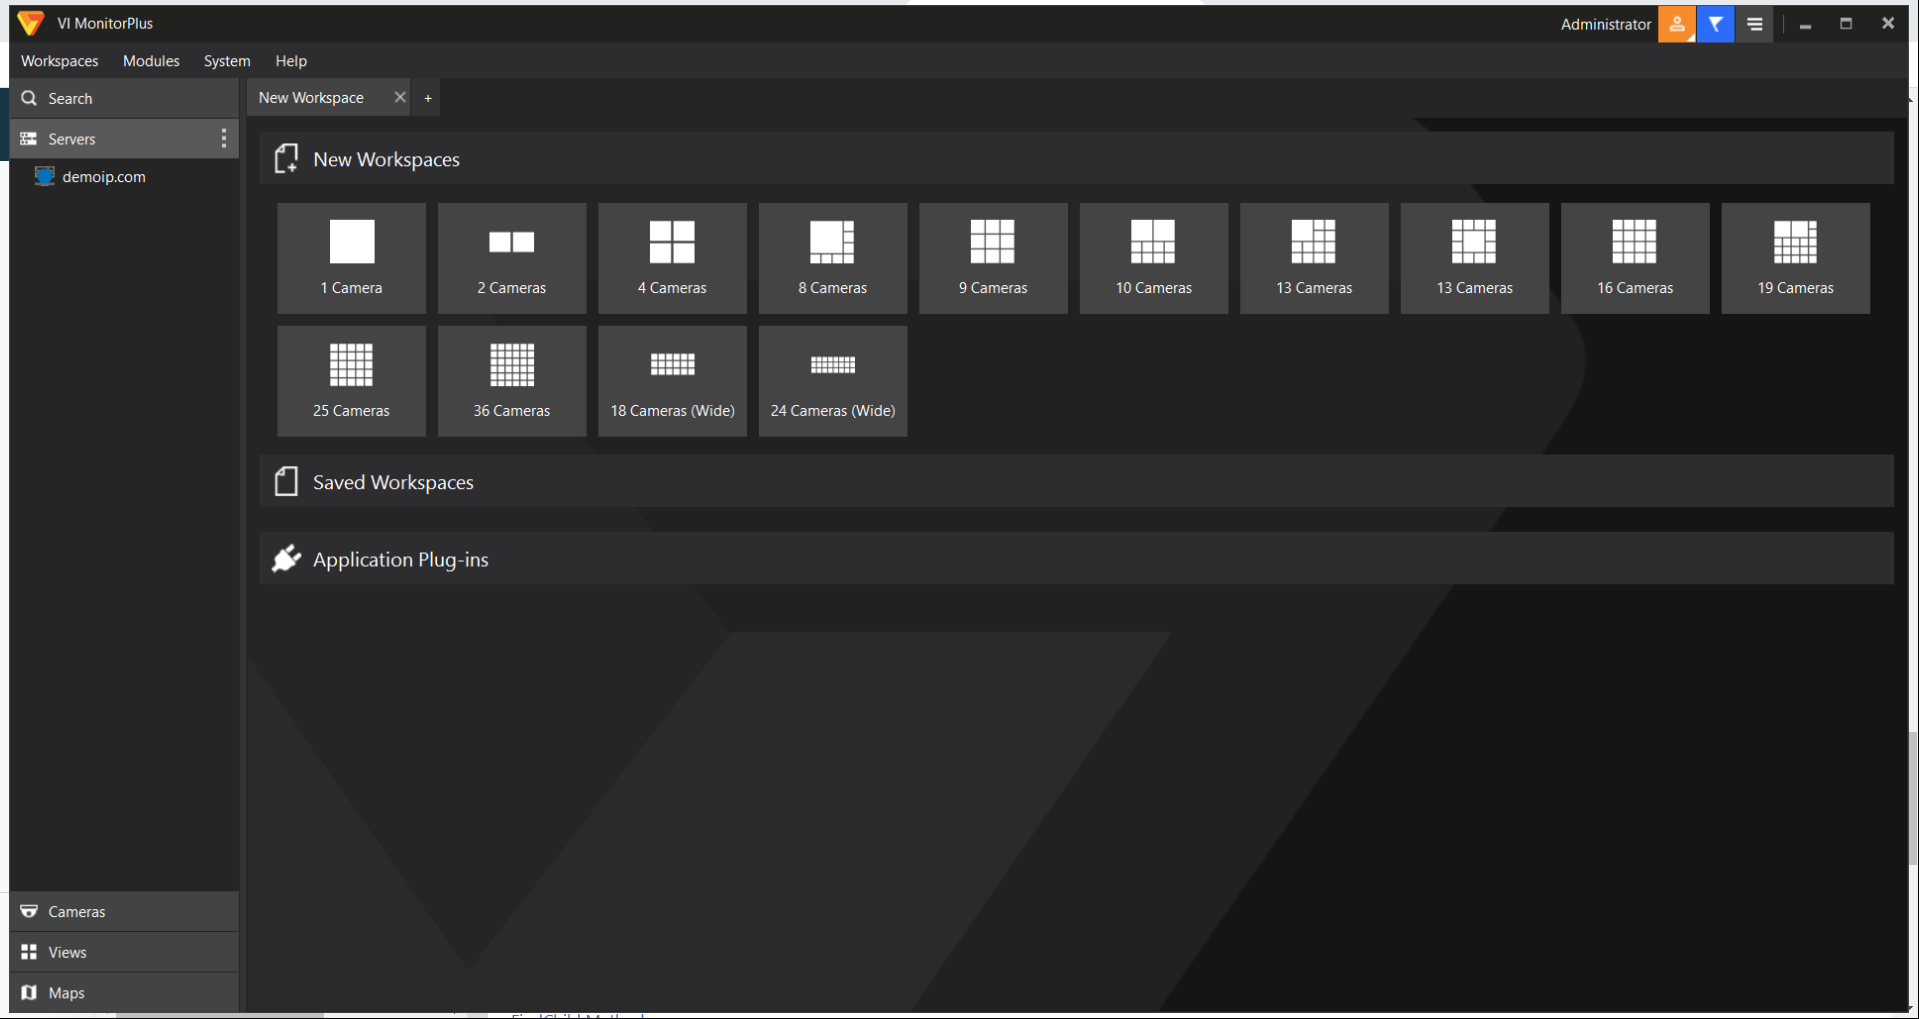 VI MonitorPlus
Administrator
Workspaces Modules System Help
Search
New Workspace
+
Servers
demoip.com
New Workspaces
1 Camera
2 Cameras
4 Cameras
8 Cameras
9 Cameras
10 Cameras
13 Cameras
13 Cameras
16 Cameras
19 Cameras
25 Cameras
36 Cameras
18 Cameras (Wide)
24 Cameras (Wide)
Saved Workspaces
Application Plug-ins
Cameras
Views
Maps